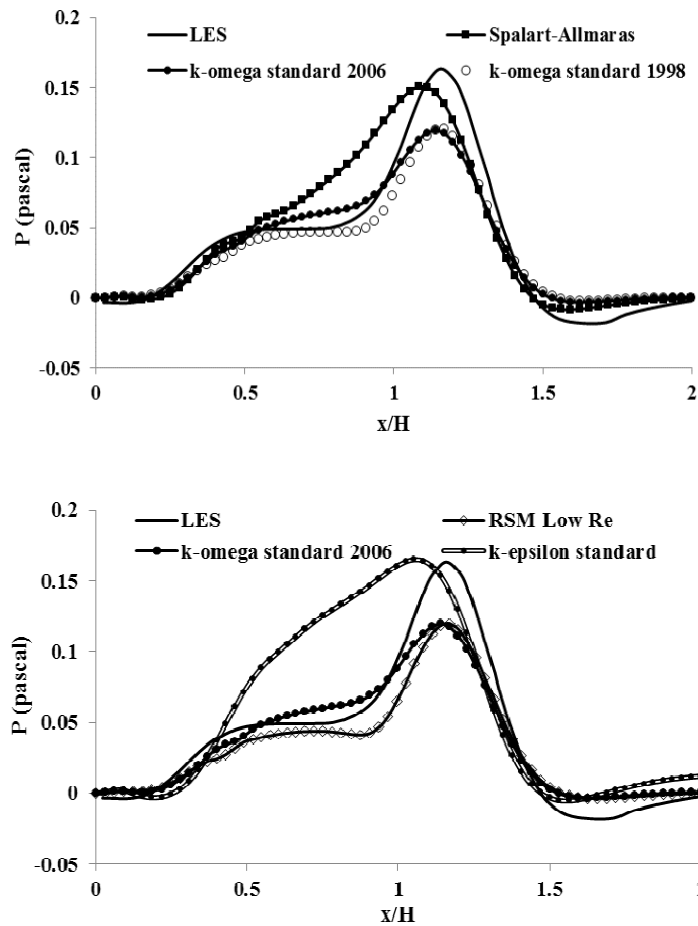 0.2
LES
Spalart-Allmaras
k-omega standard 2006
k-omega standard 1998
0.15
0.1
0.05
0
-0.05
P (pascal)
0
0.5
1
1.5
2
x/H
0.2
LES
RSM Low Re
k-omega standard 2006
k-epsilon standard
0.15
0.1
0.05
0
-0.05
P (pascal)
0
0.5
1
1.5
x/H